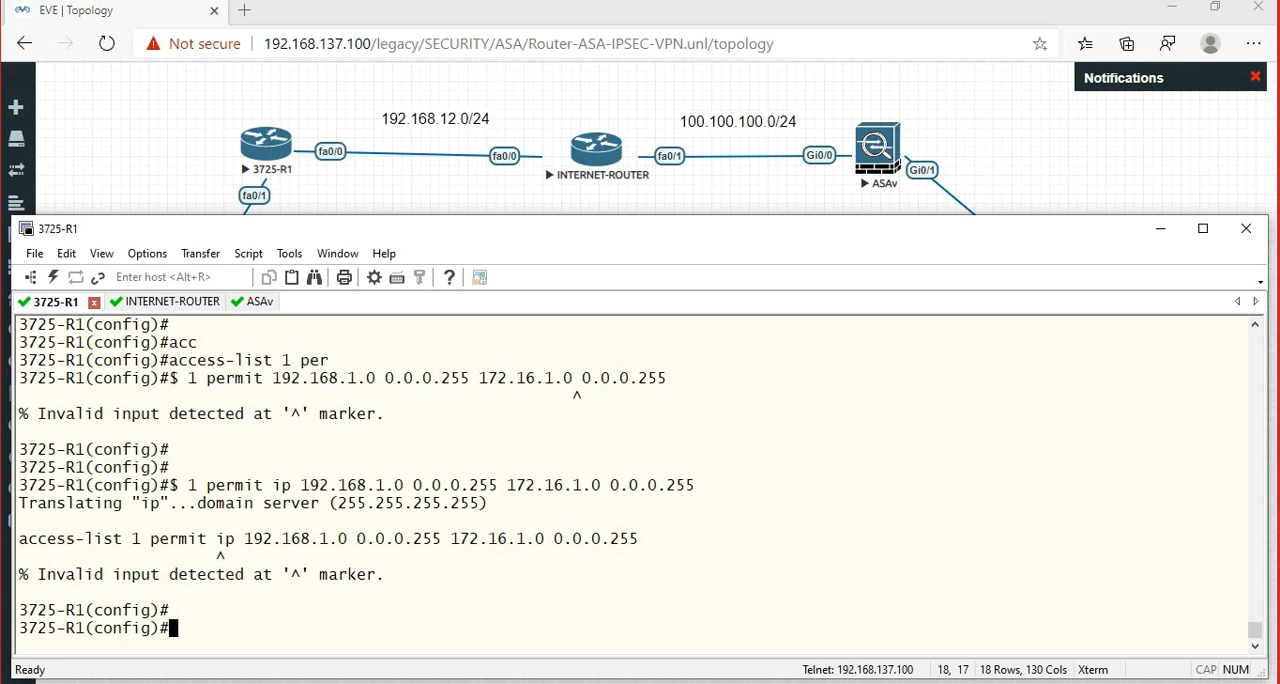 EVE | Topology
Not secure 192.168.137.100/legacy/SECURITY/ASA/Router-ASA-IPSEC-VPN.unl/topology
Notifications
192.168.12.0/24
100.100.100.0/24
fa0/0
fa0/0
fa0/1
Gi0/0
Gi0/1
3725-R1
INTERNET-ROUTER
ASAv
fa0/1
3725-R1
File Edit View Options Transfer Script Tools Window Help
Enter host <Alt+R>
3725-R1 INTERNET-ROUTER ASAv
3725-R1(config)#
3725-R1(config)#acc
3725-R1(config)#access-list 1 per
3725-R1(config)#$ 1 permit 192.168.1.0 0.0.0.255 172.16.1.0 0.0.0.255
^
% Invalid input detected at '^' marker.
3725-R1(config)#
3725-R1(config)#
3725-R1(config)#$ 1 permit ip 192.168.1.0 0.0.0.255 172.16.1.0 0.0.0.255
Translating "ip"...domain server (255.255.255.255)
access-list 1 permit ip 192.168.1.0 0.0.0.255 172.16.1.0 0.0.0.255
^
% Invalid input detected at '^' marker.
3725-R1(config)#
3725-R1(config)#
Ready Telnet: 192.168.137.100 18, 17 18 Rows, 130 Cols Xterm CAP NUM